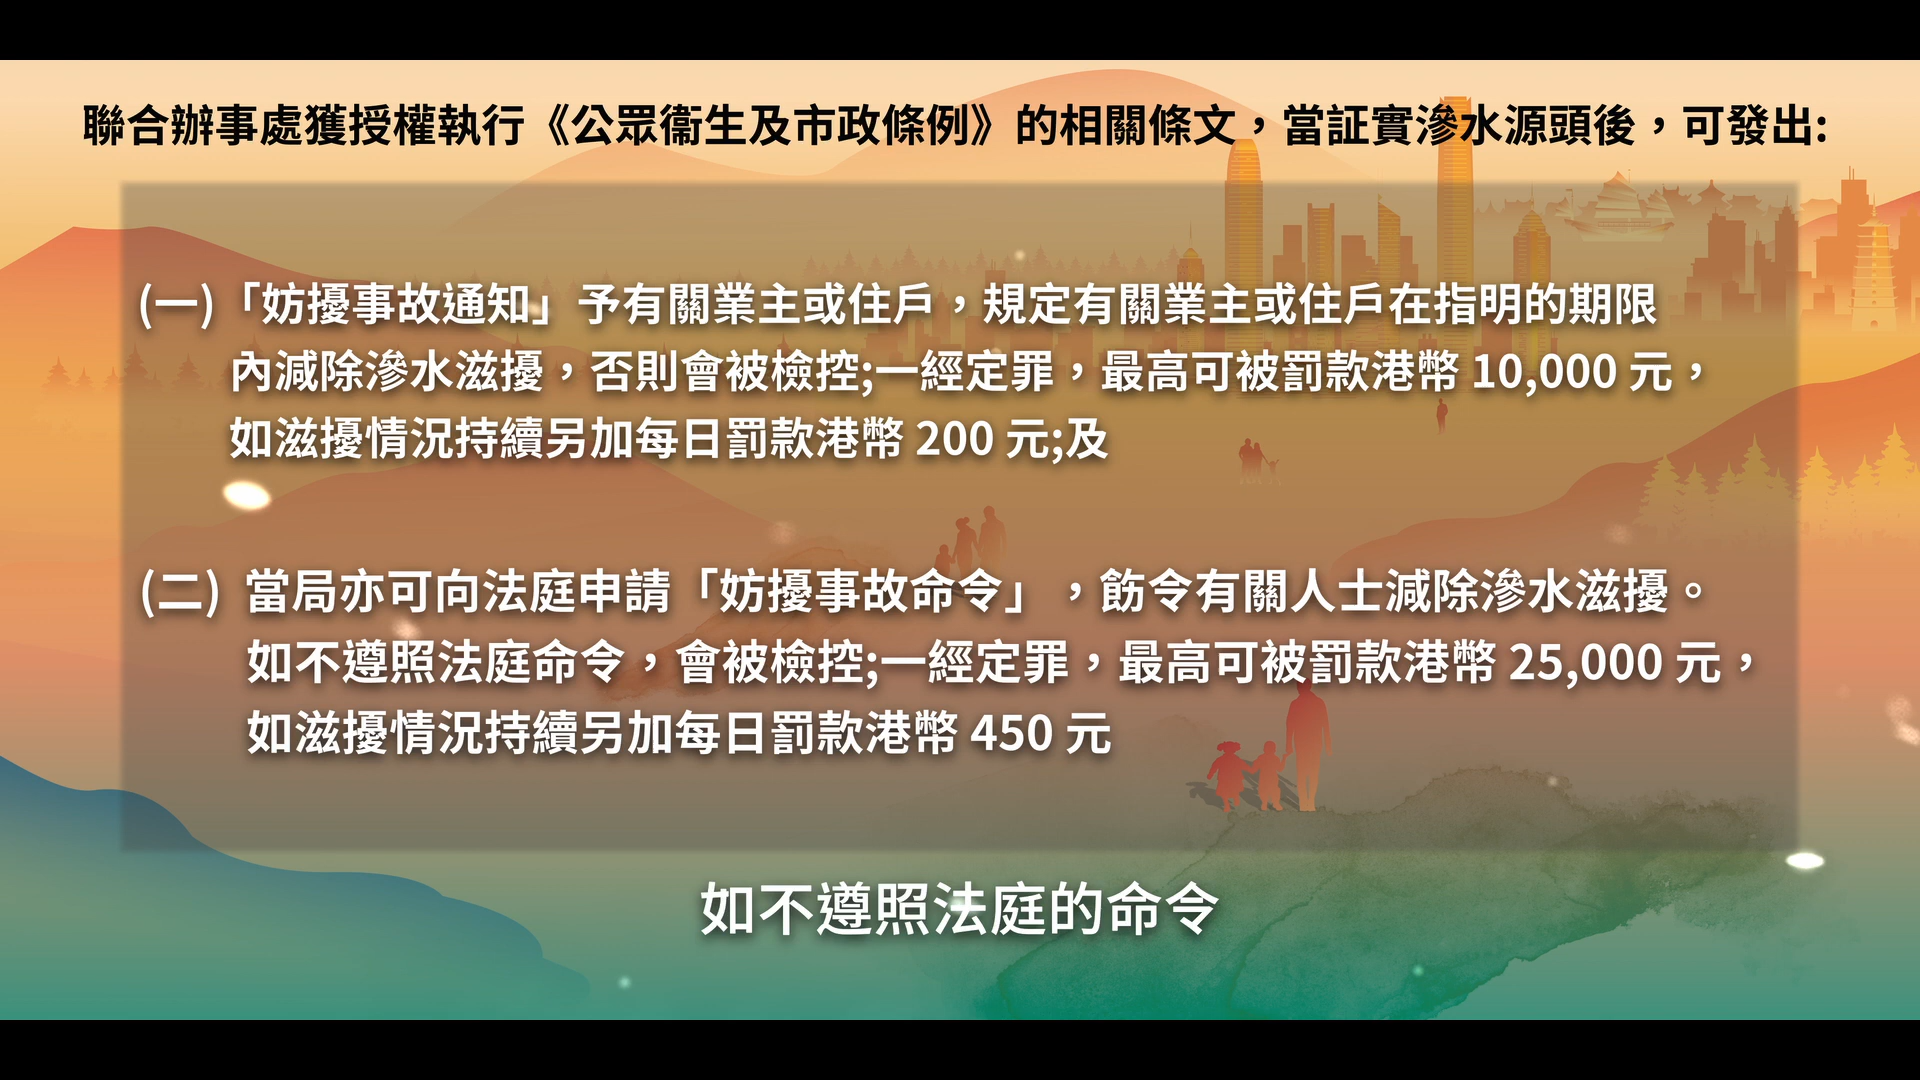 聯合辦事處獲授權執行《公眾衞生及市政條例》的相關條文，當証實滲水源頭後，可發出:
(一)「妨擾事故通知」予有關業主或住戶，規定有關業主或住戶在指明的期限
內減除滲水滋擾，否則會被檢控;一經定罪，最高可被罰款港幣 10,000 元，
如滋擾情況持續另加每日罰款港幣 200 元;及
(二) 當局亦可向法庭申請「妨擾事故命令」，飭令有關人士減除滲水滋擾。
如不遵照法庭命令，會被檢控;一經定罪，最高可被罰款港幣 25,000 元，
如滋擾情況持續另加每日罰款港幣 450 元
如不遵照法庭的命令